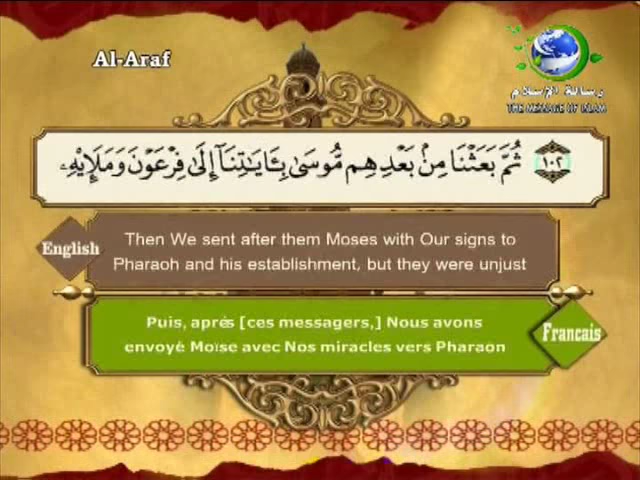 Al-Araf
رسالة الإسلام
THE MESSAGE OF ISLAM
١٠٢ ثُمَّ بَعَثْنَا مِنۢ بَعْدِهِم مُّوسَىٰ بِـَٔايَـٰتِنَآ إِلَىٰ فِرْعَوْنَ وَمَلَإِيْهِۦ
English
Then We sent after them Moses with Our signs to
Pharaoh and his establishment, but they were unjust
Puis, après [ces messagers,] Nous avons
envoyé Moïse avec Nos miracles vers Pharaon
Francais